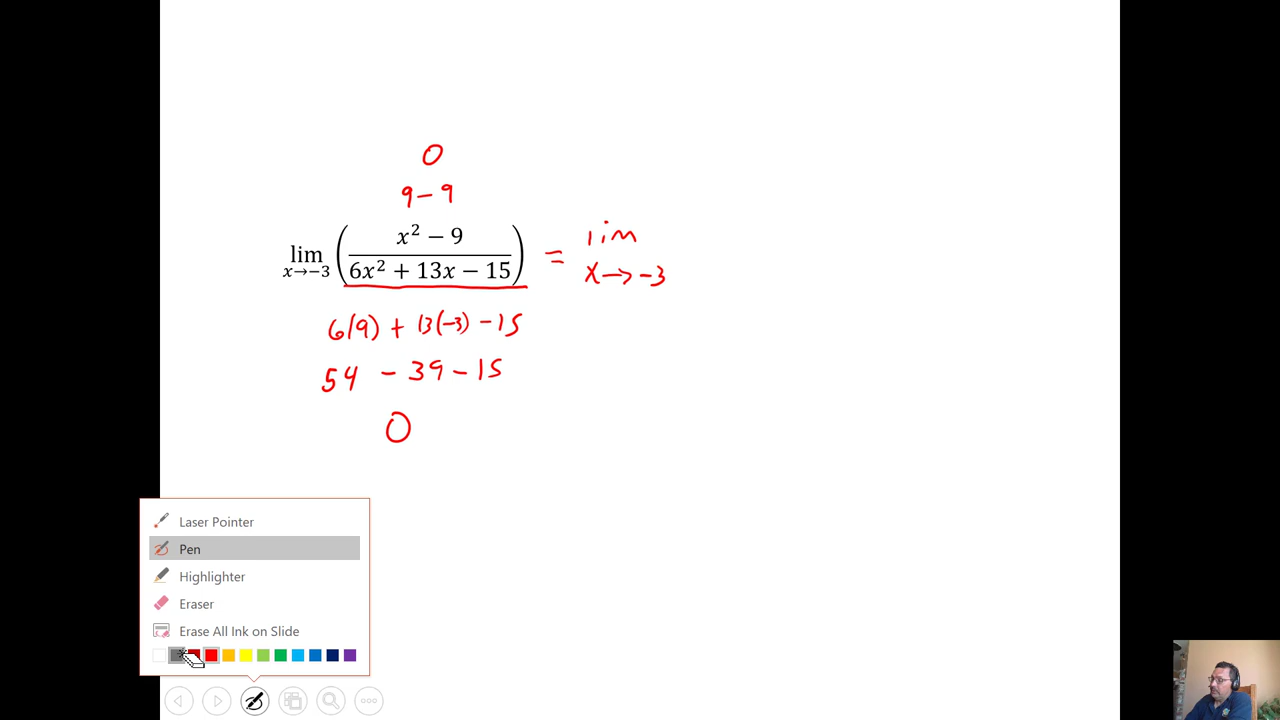 0
9 - 9
lim x→-3 (x² - 9 / 6x² + 13x - 15) = lim x→-3
6(9) + 13(-3) - 15
54 - 39 - 15
0
Laser Pointer
Pen
Highlighter
Eraser
Erase All Ink on Slide